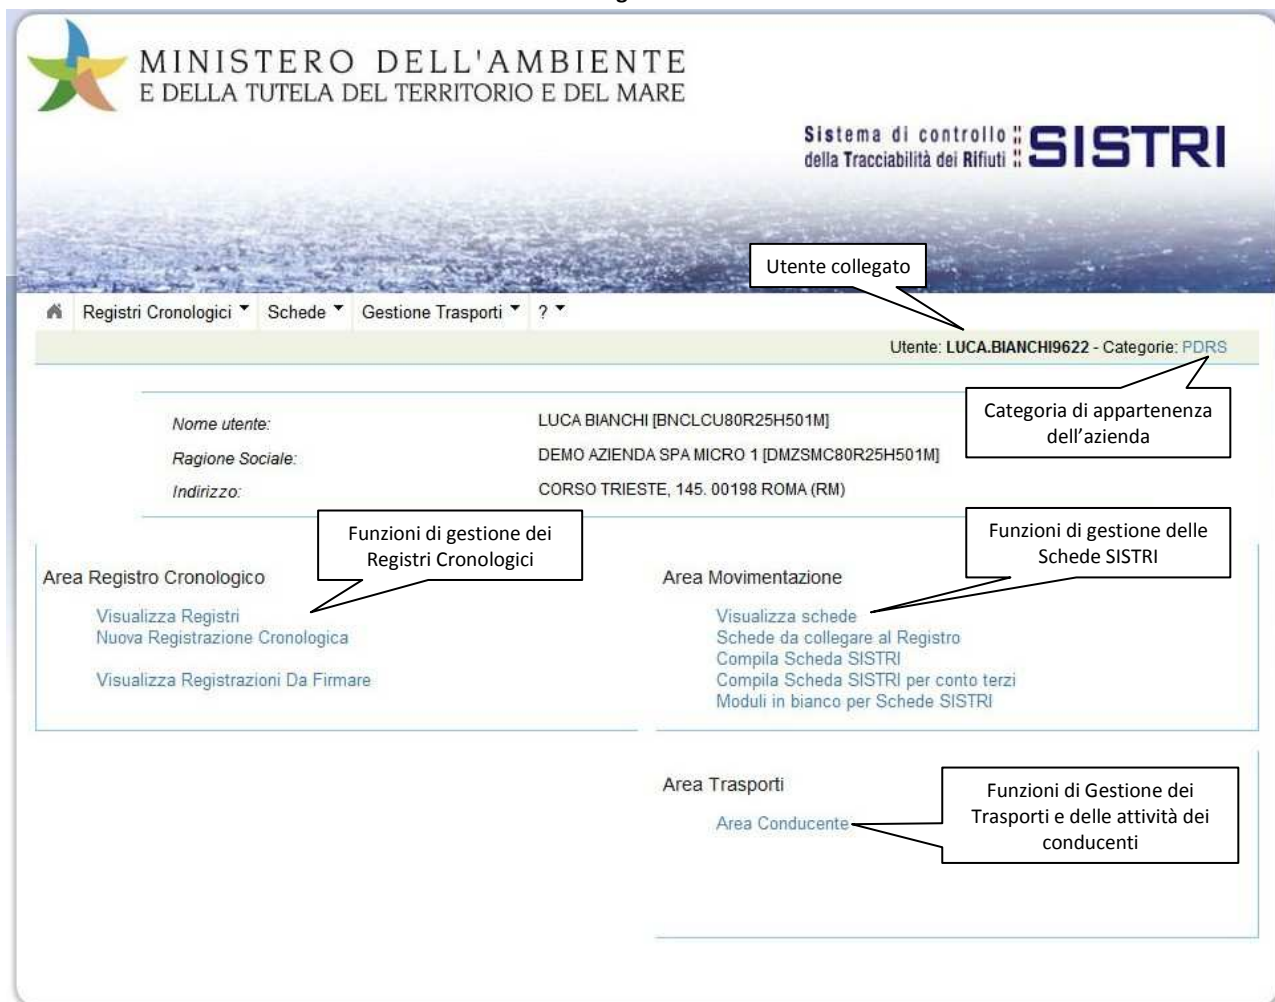 MINISTERO DELL'AMBIENTE
E DELLA TUTELA DEL TERRITORIO E DEL MARE
Sistema di controllo
della Tracciabilità dei Rifiuti
SISTRI
Utente collegato
Registri Cronologici Schede Gestione Trasporti ?
Utente: LUCA.BIANCHI9622 - Categorie: PDRS
Categoria di appartenenza
dell'azienda
Nome utente: LUCA BIANCHI [BNCLCU80R25H501M]
Ragione Sociale: DEMO AZIENDA SPA MICRO 1 [DMZSMC80R25H501M]
Indirizzo: CORSO TRIESTE, 145. 00198 ROMA (RM)
Funzioni di gestione dei
Registri Cronologici
Funzioni di gestione delle
Schede SISTRI
Area Registro Cronologico
Visualizza Registri
Nuova Registrazione Cronologica
Visualizza Registrazioni Da Firmare
Area Movimentazione
Visualizza schede
Schede da collegare al Registro
Compila Scheda SISTRI
Compila Scheda SISTRI per conto terzi
Moduli in bianco per Schede SISTRI
Area Trasporti
Area Conducente
Funzioni di Gestione dei
Trasporti e delle attività dei
conducenti